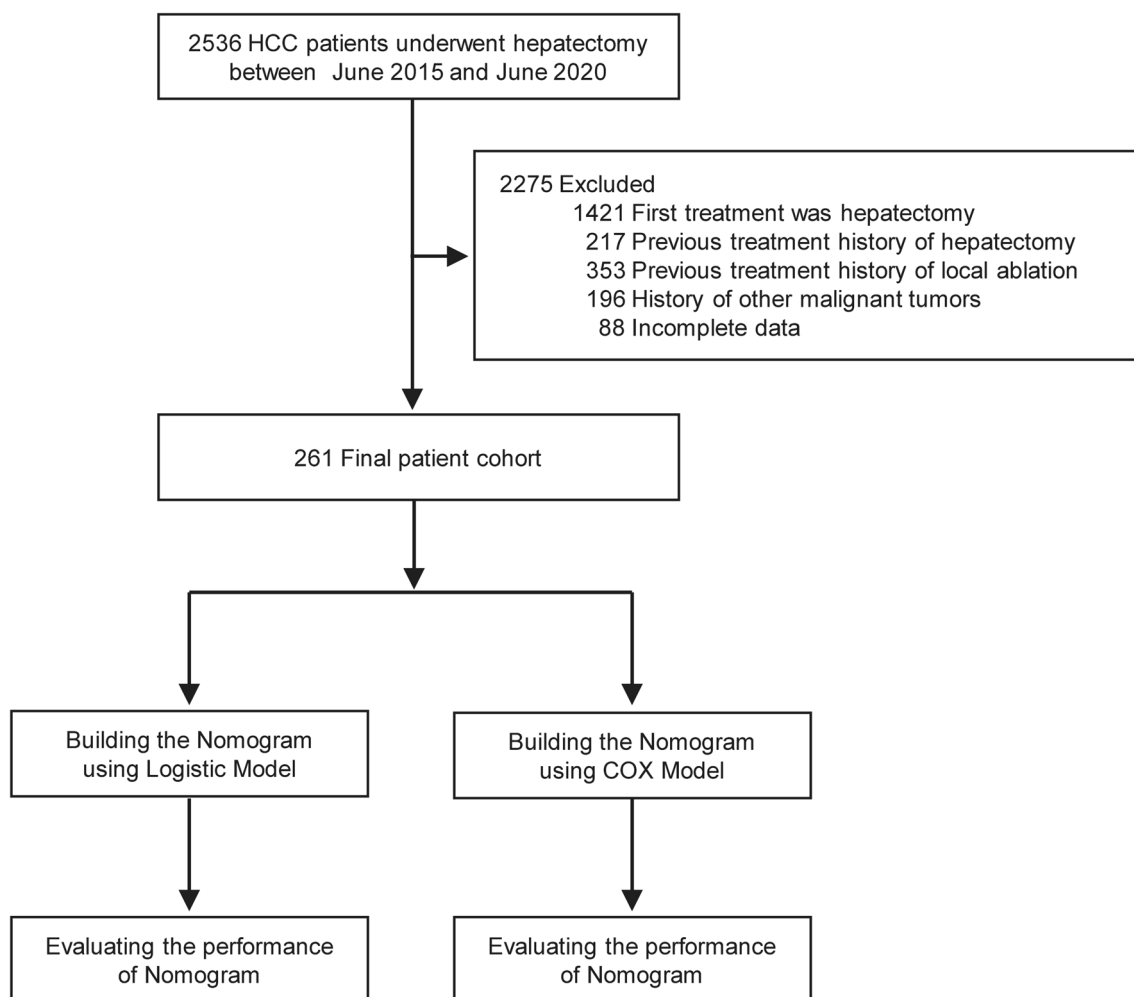 2536 HCC patients underwent hepatectomy
between June 2015 and June 2020
2275 Excluded
1421 First treatment was hepatectomy
217 Previous treatment history of hepatectomy
353 Previous treatment history of local ablation
196 History of other malignant tumors
88 Incomplete data
261 Final patient cohort
Building the Nomogram
using Logistic Model
Building the Nomogram
using COX Model
Evaluating the performance
of Nomogram
Evaluating the performance
of Nomogram